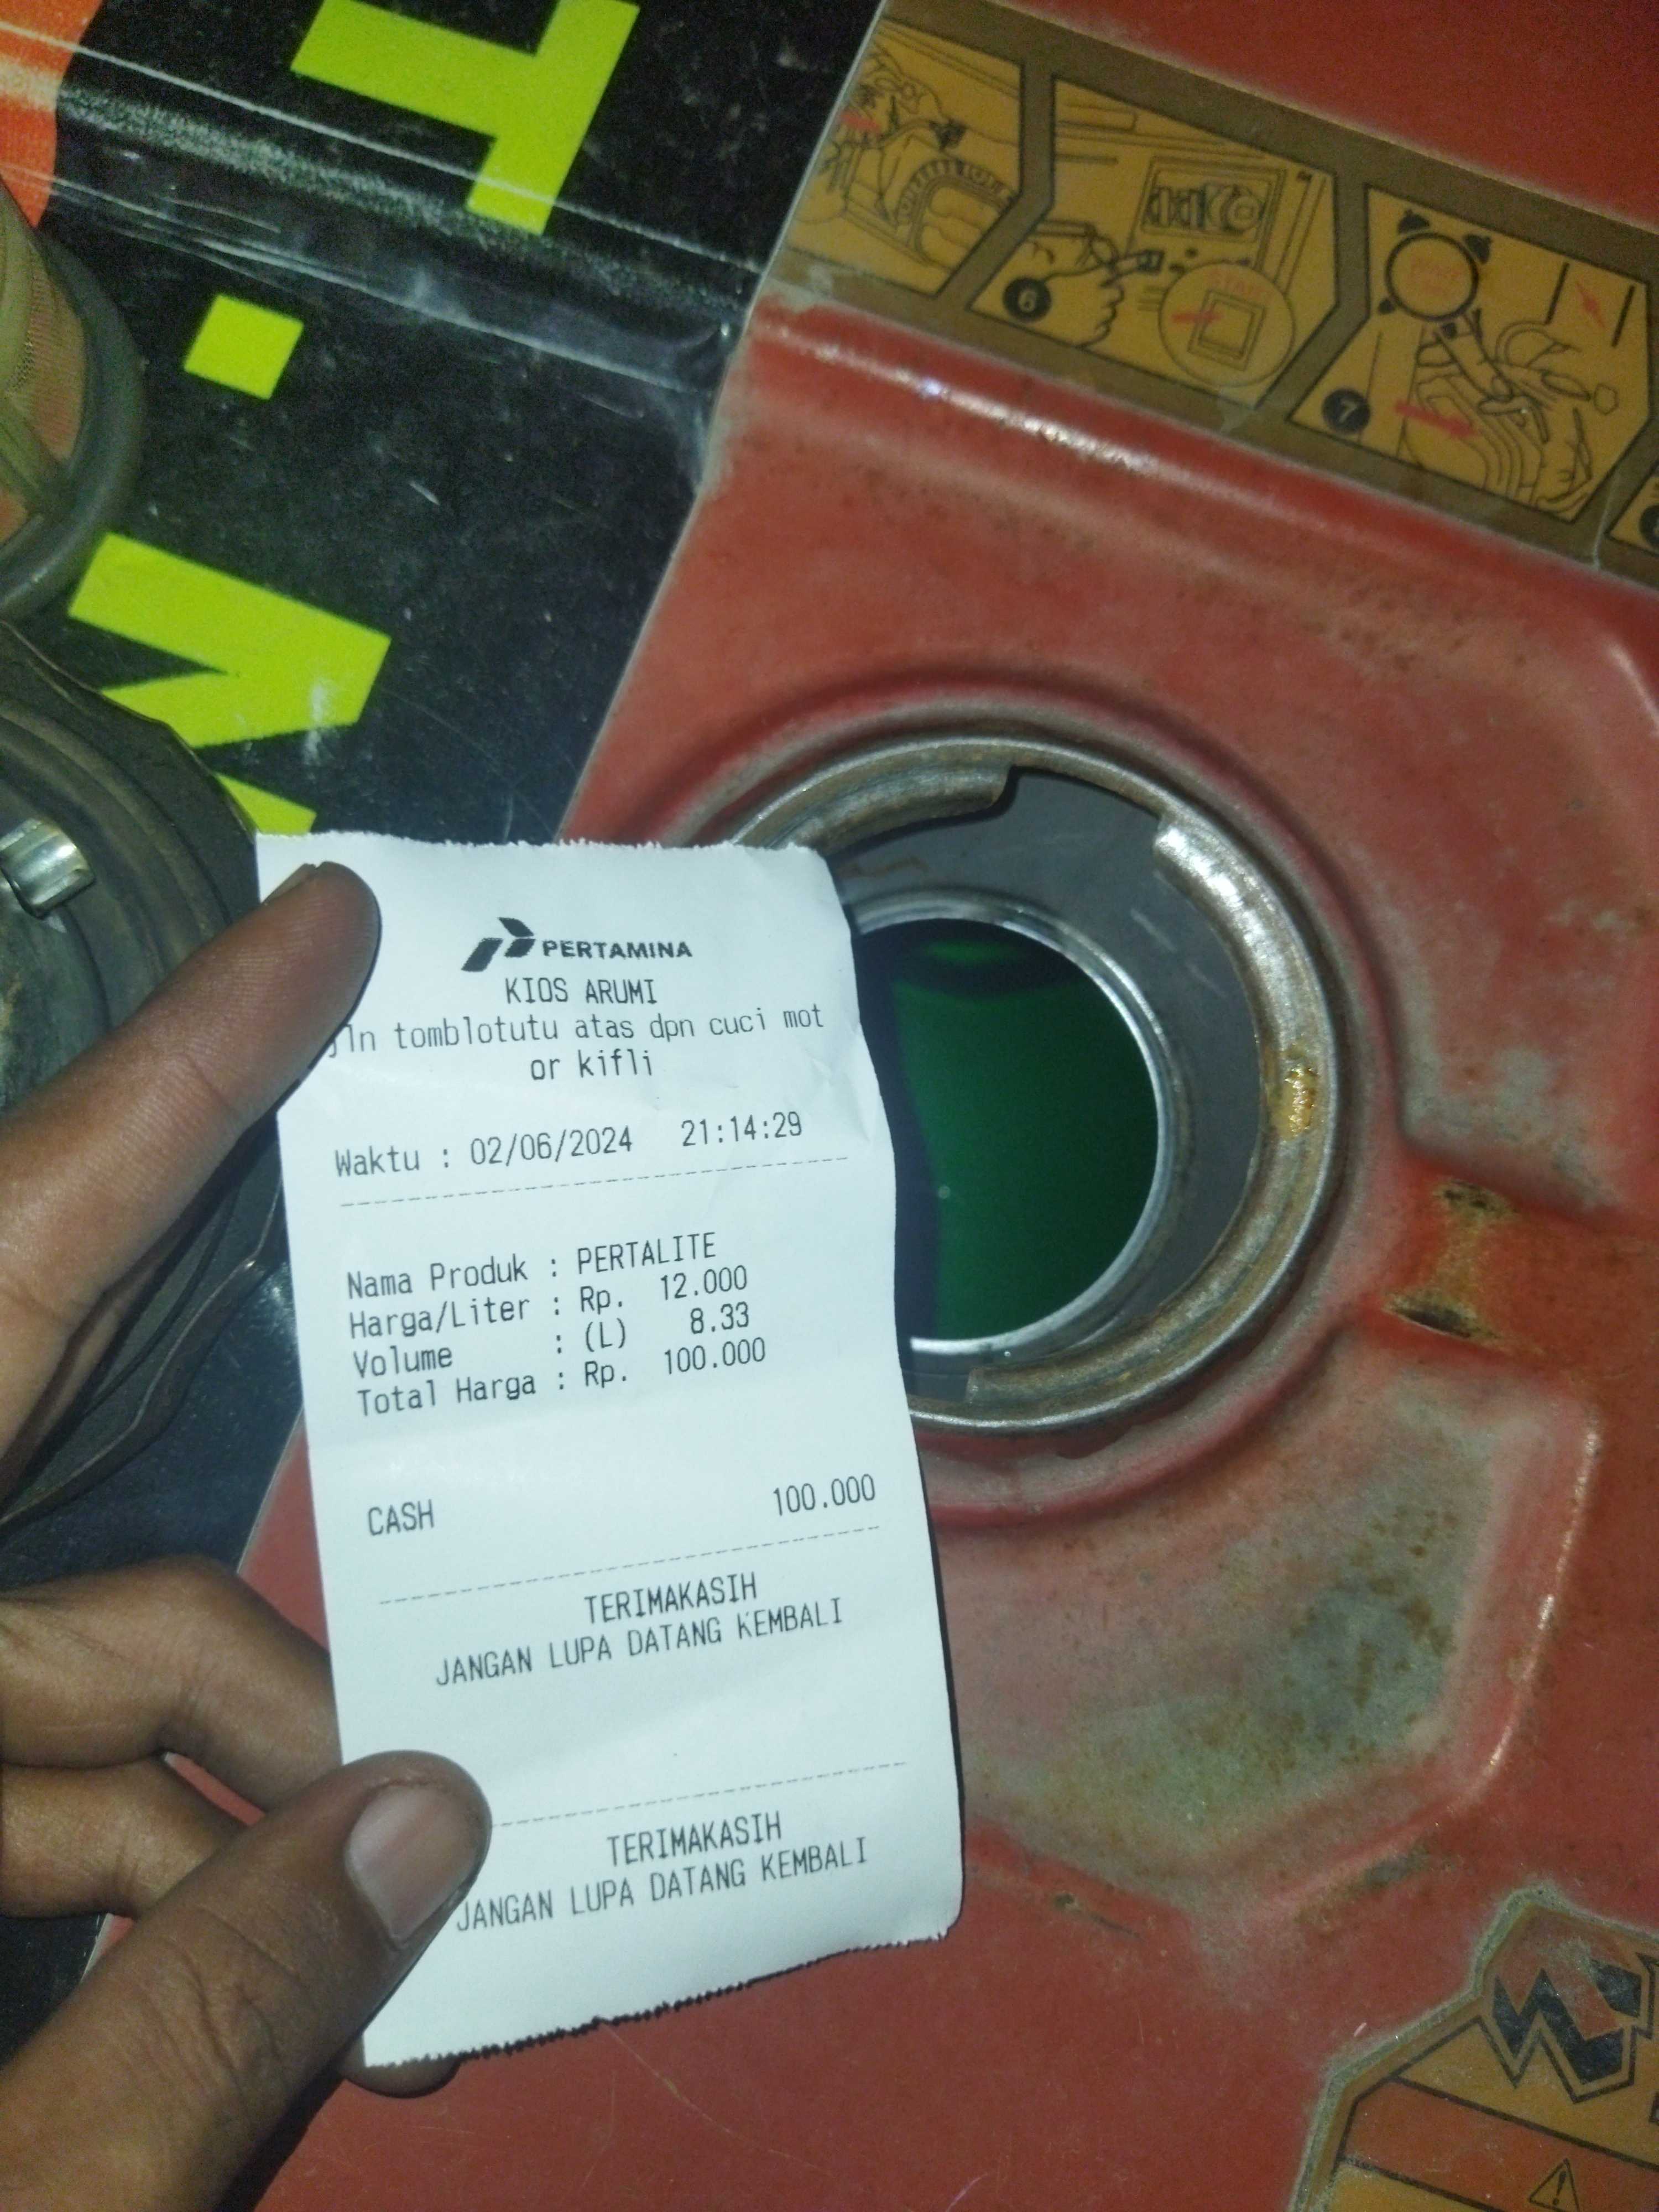 PERTAMINA
KIOS ARUMI
jln tomblotutu atas dpn cuci mot
or kifli
Waktu : 02/06/2024 21:14:29
Nama Produk : PERTALITE
Harga/Liter : Rp. 12.000
Volume : (L) 8.33
Total Harga : Rp. 100.000
CASH 100.000
TERIMAKASIH
JANGAN LUPA DATANG KEMBALI
TERIMAKASIH
JANGAN LUPA DATANG KEMBALI
6
7